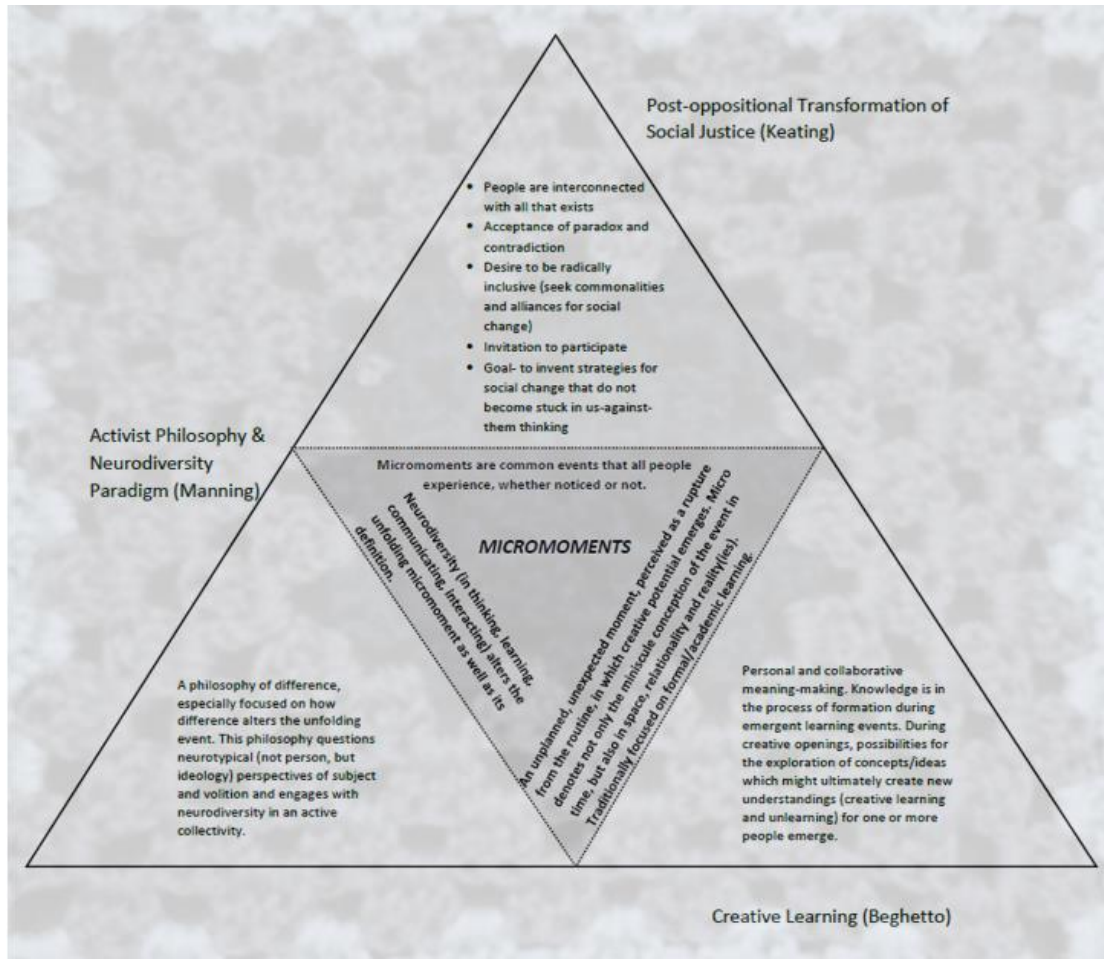 Post-oppositional Transformation of
Social Justice (Keating)
• People are interconnected
with all that exists
• Acceptance of paradox and
contradiction
• Desire to be radically
inclusive (seek commonalities
and alliances for social
change)
• Invitation to participate
• Goal- to invent strategies for
social change that do not
become stuck in us-against-
them thinking
Activist Philosophy &
Neurodiversity
Paradigm (Manning)
Micromoments are common events that all people
experience, whether noticed or not.
MICROMOMENTS
Neurodiversity (in thinking, learning,
communicating, interacting) alters the
unfolding micromoment as well as its
definition.
An unplanned, unexpected moment, perceived as a rupture
from the routine, in which creative potential emerges. Micro
denotes not only the miniscule conception of the event in
time, but also in space, relationality and reality(ies).
Traditionally focused on formal/academic learning.
A philosophy of difference,
especially focused on how
difference alters the unfolding
event. This philosophy questions
neurotypical (not person, but
ideology) perspectives of subject
and volition and engages with
neurodiversity in an active
collectivity.
Personal and collaborative
meaning-making. Knowledge is in
the process of formation during
emergent learning events. During
creative openings, possibilities for
the exploration of concepts/ideas
which might ultimately create new
understandings (creative learning
and unlearning) for one or more
people emerge.
Creative Learning (Beghetto)